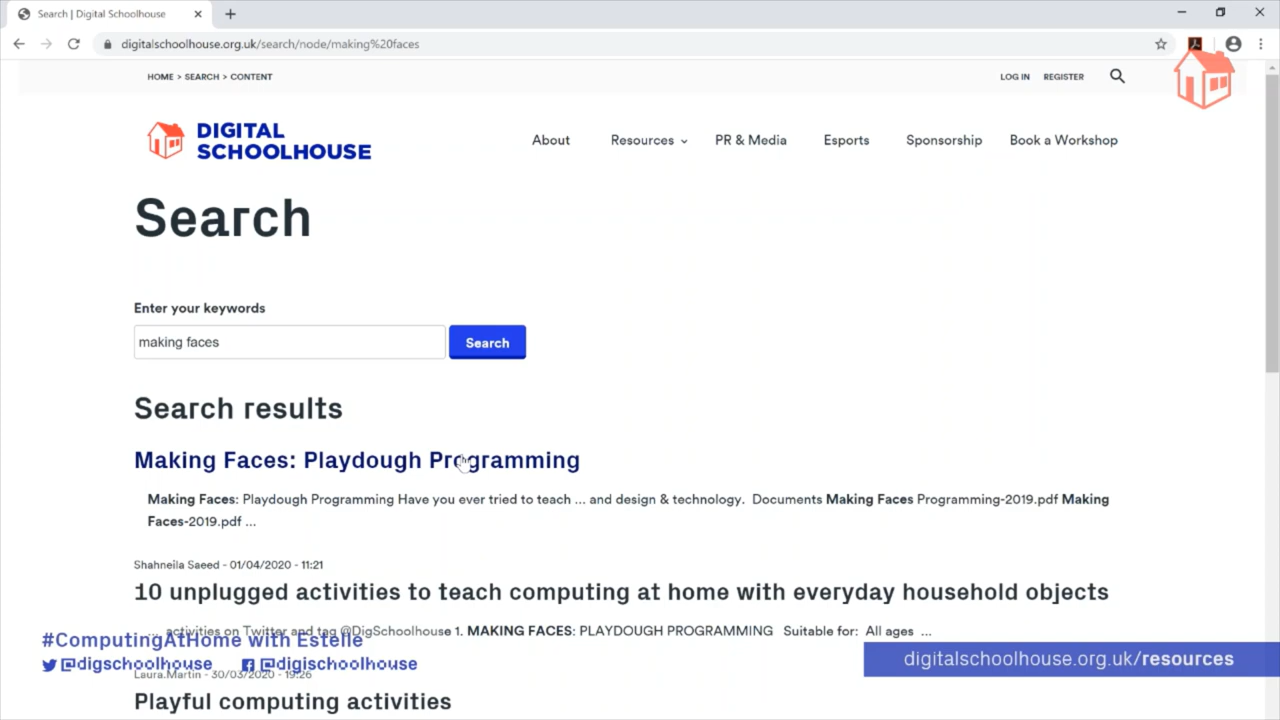 Search | Digital Schoolhouse
digitalschoolhouse.org.uk/search/node/making%20faces
HOME > SEARCH > CONTENT
LOG IN REGISTER
DIGITAL
SCHOOLHOUSE
About Resources PR & Media Esports Sponsorship Book a Workshop
Search
Enter your keywords
making faces
Search
Search results
Making Faces: Playdough Programming
Making Faces: Playdough Programming Have you ever tried to teach ... and design & technology. Documents Making Faces Programming-2019.pdf Making
Faces-2019.pdf ...
Shahneila Saeed - 01/04/2020 - 11:21
10 unplugged activities to teach computing at home with everyday household objects
... activities on Twitter and tag @DigSchoolhouse 1. MAKING FACES: PLAYDOUGH PROGRAMMING Suitable for: All ages ...
#ComputingAtHome with Estelle
@digschoolhouse @digischoolhouse
digitalschoolhouse.org.uk/resources
Laura.Martin - 30/03/2020 - 19:26
Playful computing activities